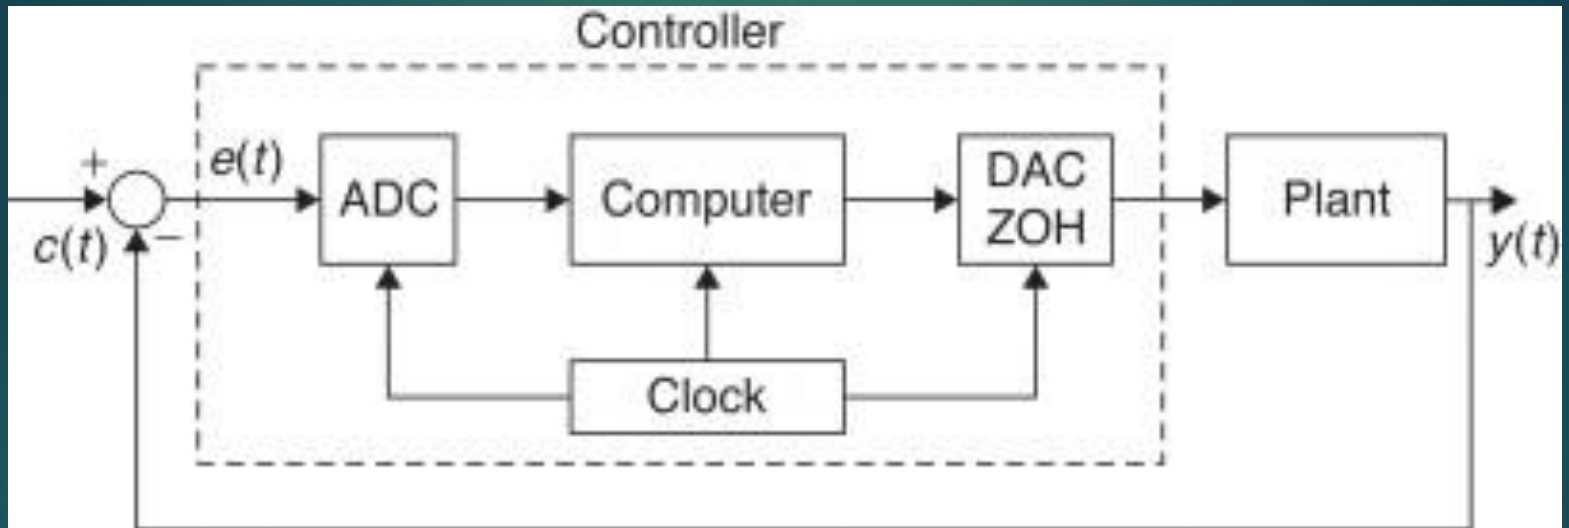 Controller
+
e(t)
ADC
Computer
DAC
ZOH
Plant
c(t)
−
y(t)
Clock